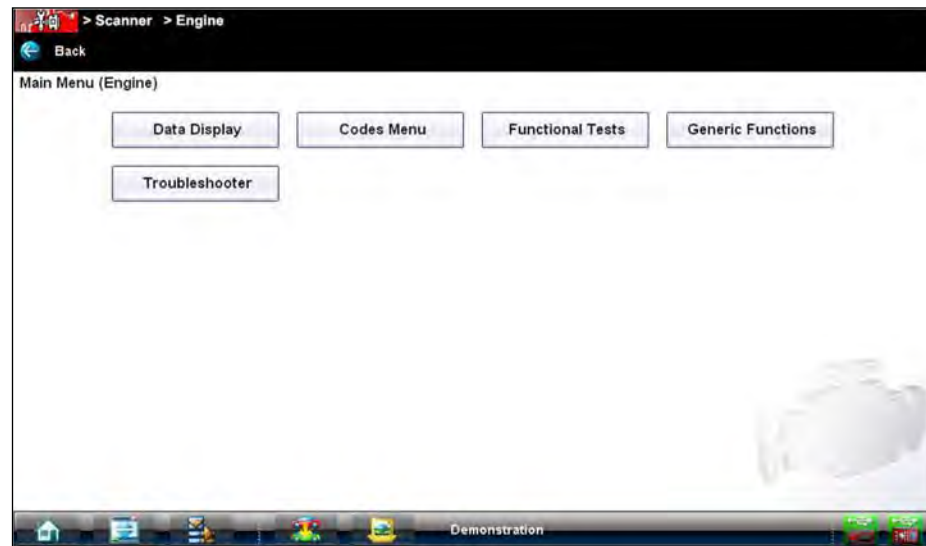 > Scanner > Engine
Back
Main Menu (Engine)
Data Display Codes Menu Functional Tests Generic Functions
Troubleshooter
Demonstration